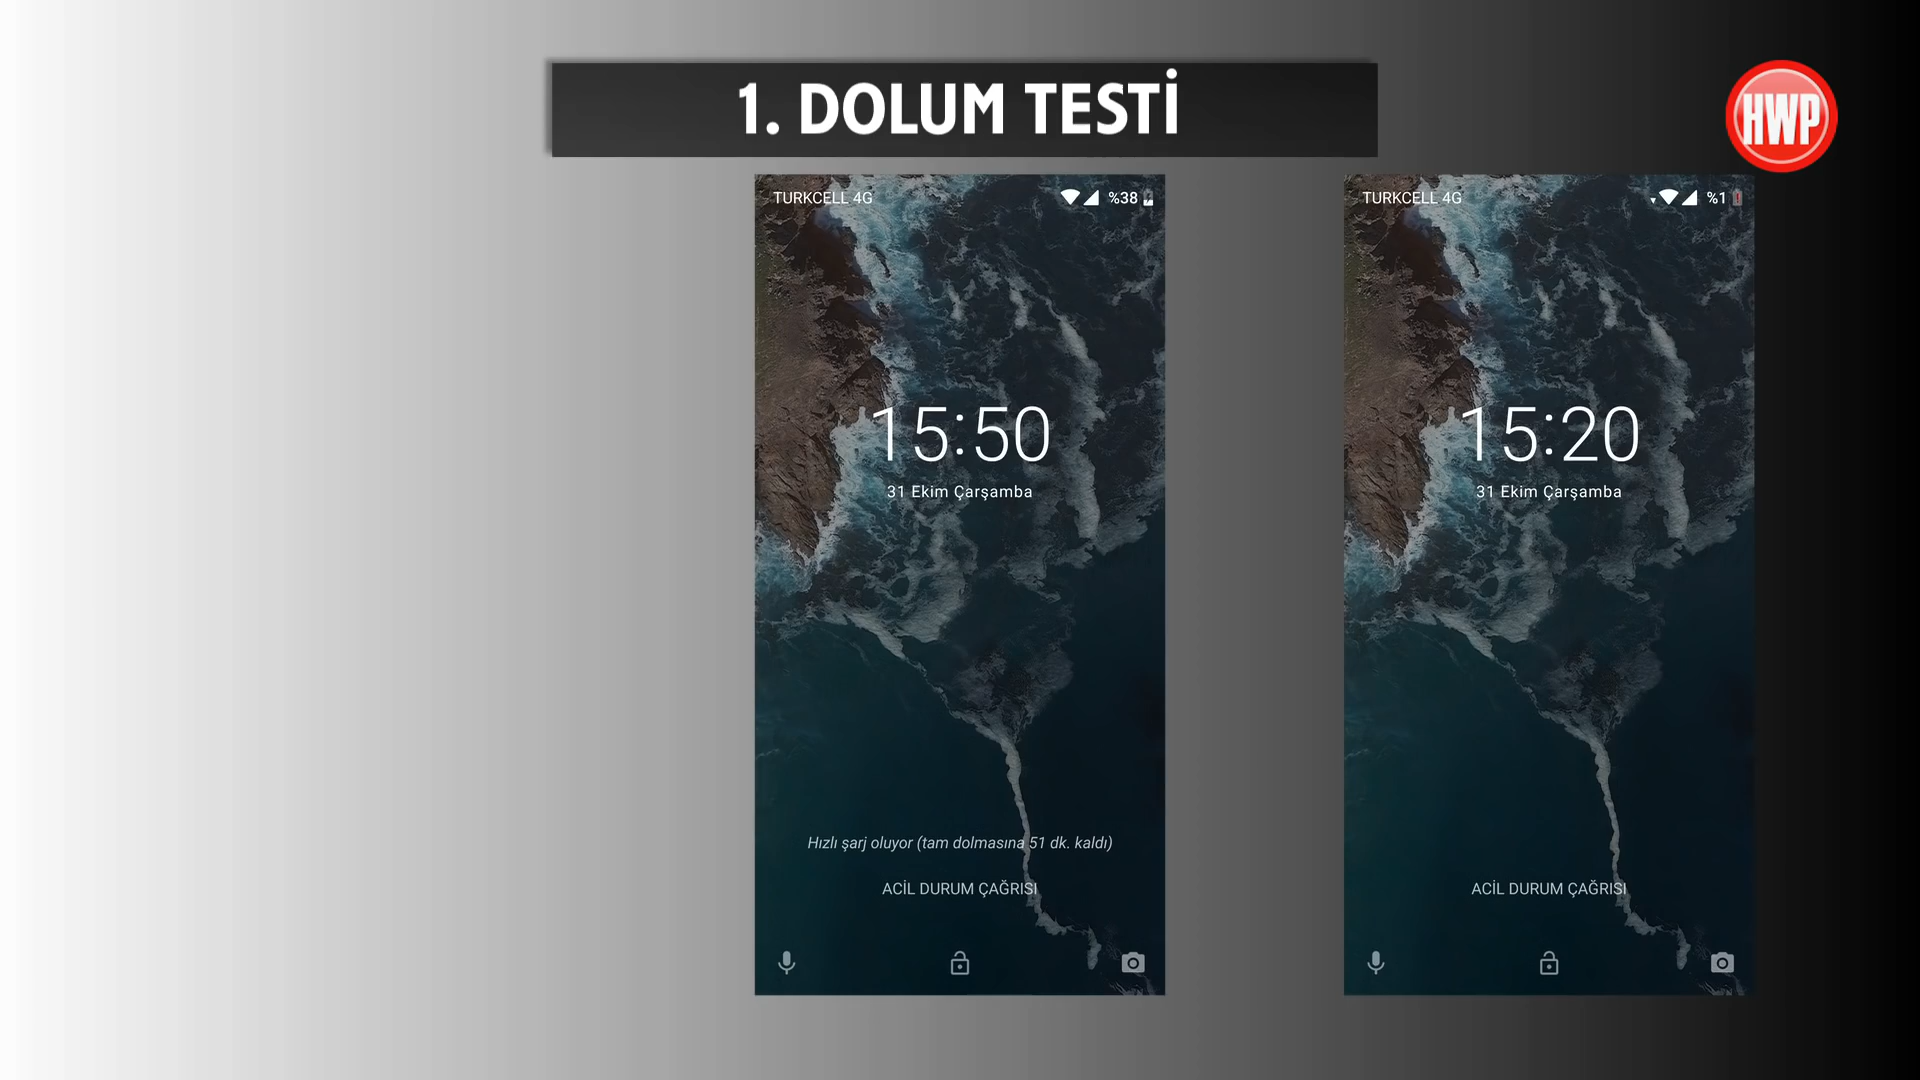 1. DOLUM TESTİ
HWP
TURKCELL 4G %38
15:50
31 Ekim Çarşamba
Hızlı şarj oluyor (tam dolmasına 51 dk. kaldı)
ACİL DURUM ÇAĞRISI
TURKCELL 4G %1
15:20
31 Ekim Çarşamba
ACİL DURUM ÇAĞRISI